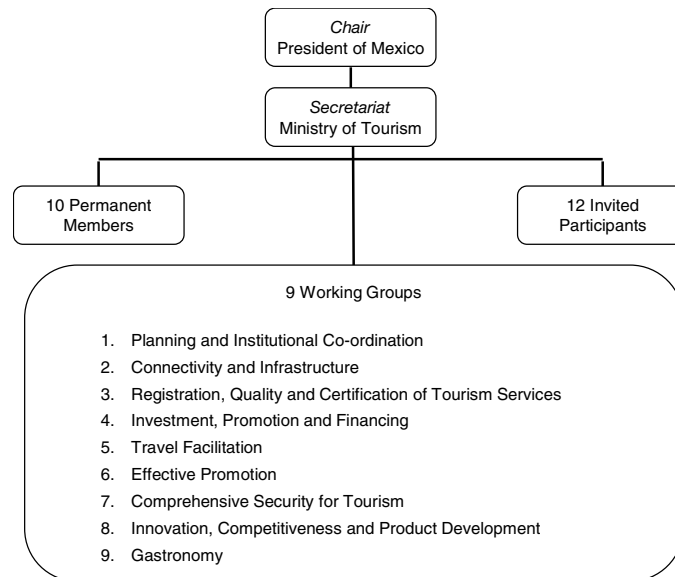 Chair
President of Mexico
Secretariat
Ministry of Tourism
10 Permanent
Members
12 Invited
Participants
9 Working Groups
1. Planning and Institutional Co-ordination
2. Connectivity and Infrastructure
3. Registration, Quality and Certification of Tourism Services
4. Investment, Promotion and Financing
5. Travel Facilitation
6. Effective Promotion
7. Comprehensive Security for Tourism
8. Innovation, Competitiveness and Product Development
9. Gastronomy